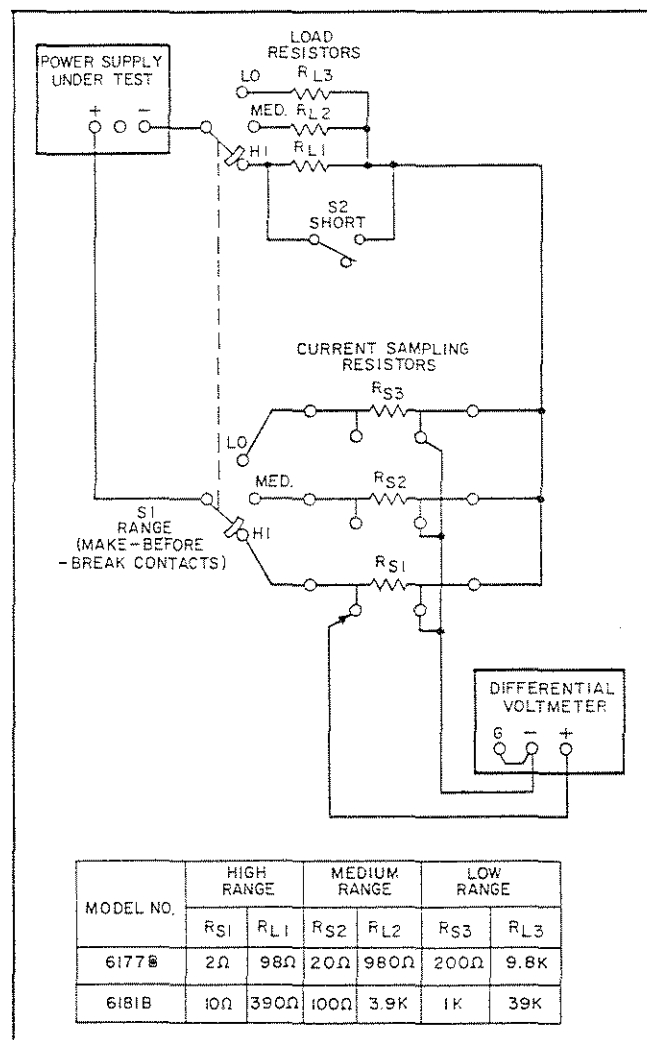 POWER SUPPLY
UNDER TEST
+ -
LOAD
RESISTORS
LO
RL3
MED.
RL2
HI
RL1
S2
SHORT
CURRENT SAMPLING
RESISTORS
RS3
LO
MED.
RS2
S1
RANGE
(MAKE-BEFORE
-BREAK CONTACTS)
HI
RS1
DIFFERENTIAL
VOLTMETER
G - +
MODEL NO. HIGH RANGE MEDIUM RANGE LOW RANGE
RS1 RL1 RS2 RL2 RS3 RL3
6177B 2Ω 98Ω 20Ω 980Ω 200Ω 9.8K
6181B 10Ω 390Ω 100Ω 3.9K 1K 39K